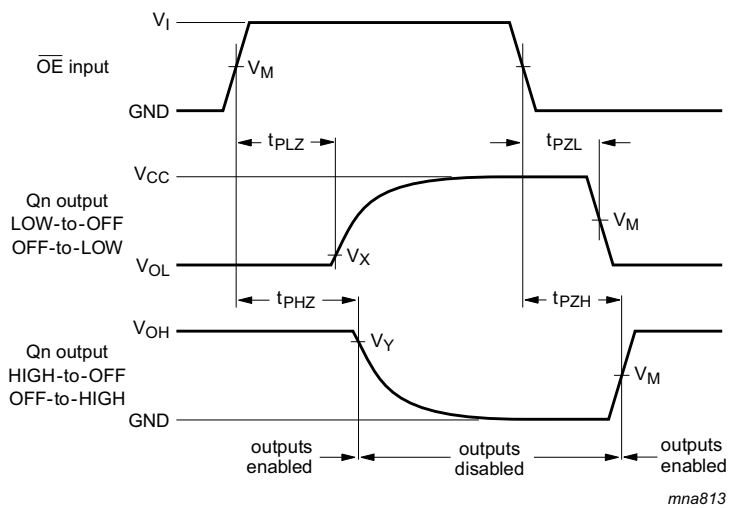 V_I
O̅E̅ input
V_M
GND
t_PLZ
t_PZL
V_CC
Qn output
LOW-to-OFF
OFF-to-LOW
V_M
V_X
V_OL
t_PHZ
t_PZH
V_OH
V_Y
Qn output
HIGH-to-OFF
OFF-to-HIGH
V_M
GND
outputs
enabled
outputs
disabled
outputs
enabled
mna813